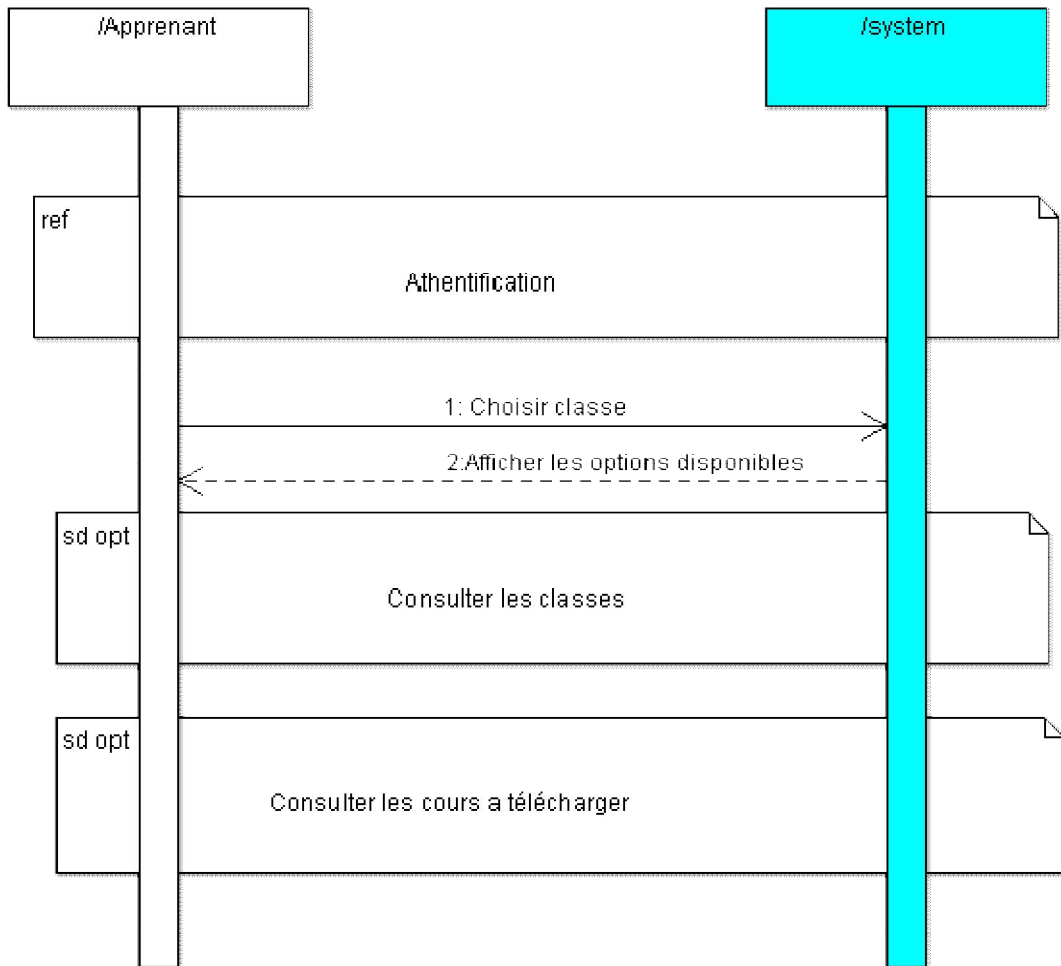 /Apprenant
/system
ref
Athentification
1: Choisir classe
2:Afficher les options disponibles
sd opt
Consulter les classes
sd opt
Consulter les cours a télécharger